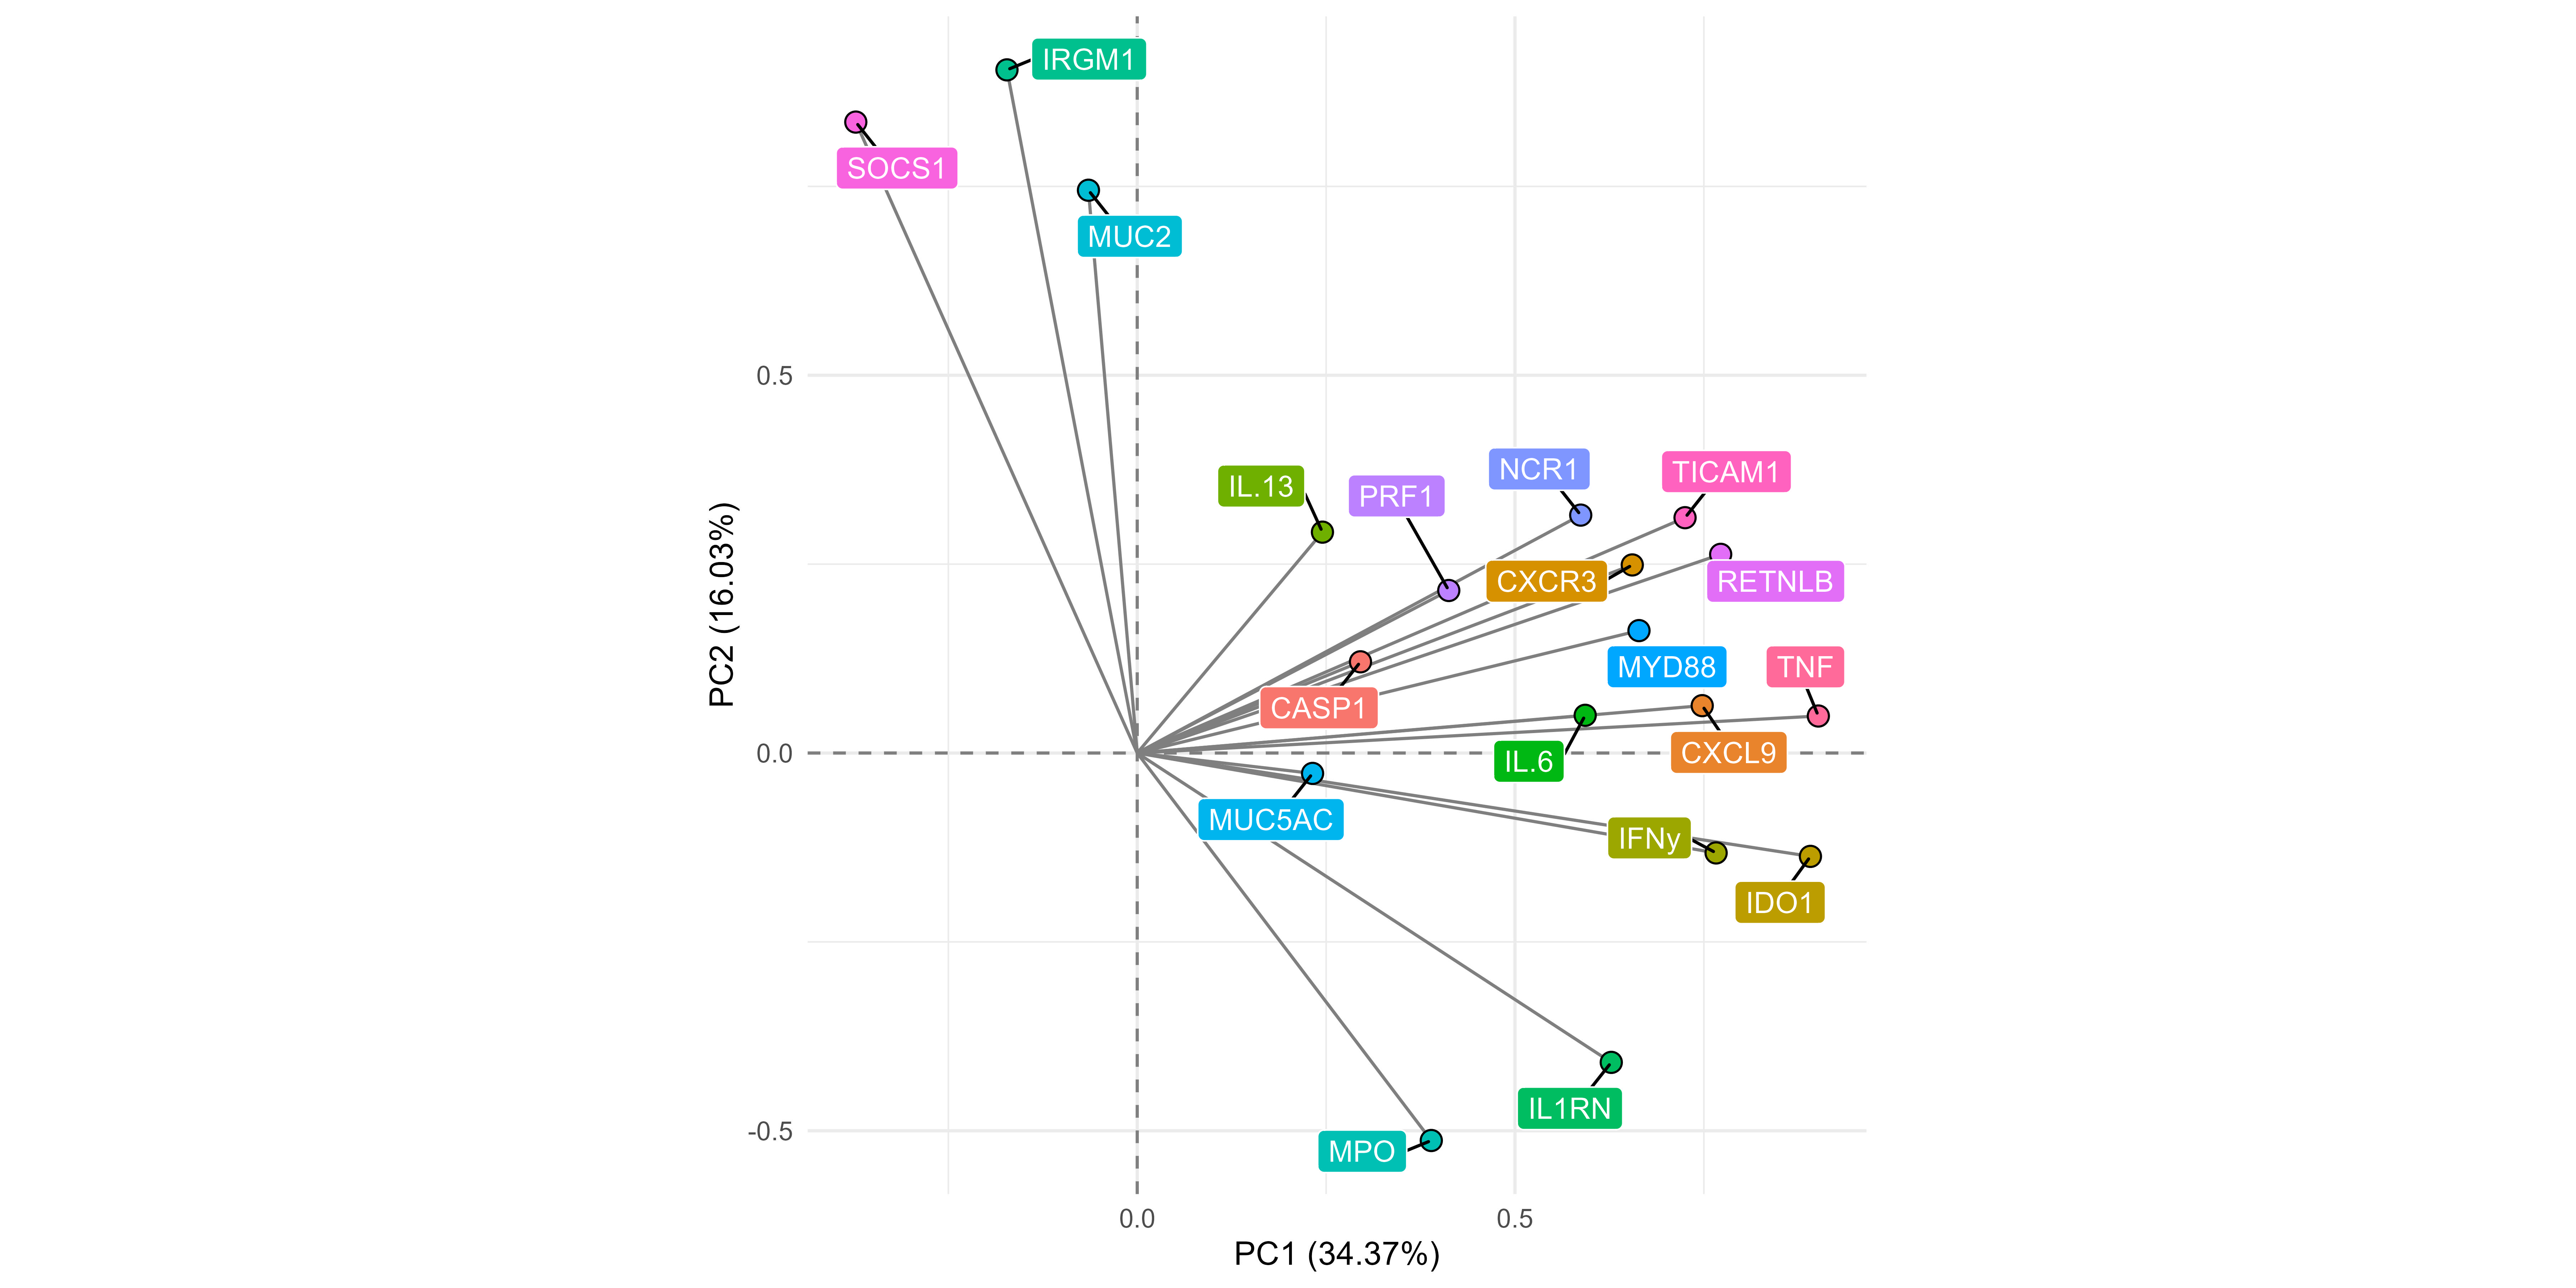 IRGM1
SOCS1
MUC2
0.5
NCR1
TICAM1
IL.13
PRF1
CXCR3
RETNLB
PC2 (16.03%)
MYD88
TNF
CASP1
0.0
IL.6
CXCL9
MUC5AC
IFNy
IDO1
IL1RN
-0.5
MPO
0.0
0.5
PC1 (34.37%)